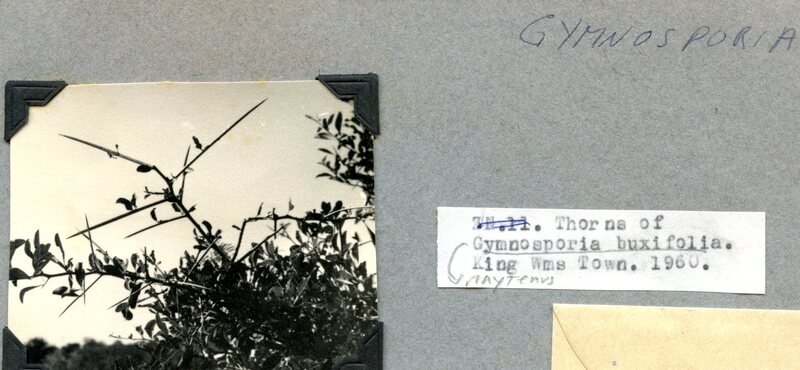 GYMNOSPORIA
Thorns of
Gymnosporia buxifolia.
King Wms Town. 1960.
maytenus